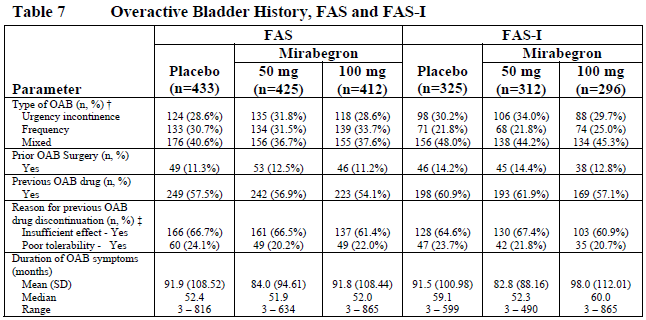 Table 7 Overactive Bladder History, FAS and FAS-I
FAS FAS-I
Mirabegron Mirabegron
Parameter Placebo (n=433) 50 mg (n=425) 100 mg (n=412) Placebo (n=325) 50 mg (n=312) 100 mg (n=296)
Type of OAB (n, %) †
Urgency incontinence 124 (28.6%) 135 (31.8%) 118 (28.6%) 98 (30.2%) 106 (34.0%) 88 (29.7%)
Frequency 133 (30.7%) 134 (31.5%) 139 (33.7%) 71 (21.8%) 68 (21.8%) 74 (25.0%)
Mixed 176 (40.6%) 156 (36.7%) 155 (37.6%) 156 (48.0%) 138 (44.2%) 134 (45.3%)
Prior OAB Surgery (n, %)
Yes 49 (11.3%) 53 (12.5%) 46 (11.2%) 46 (14.2%) 45 (14.4%) 38 (12.8%)
Previous OAB drug (n, %)
Yes 249 (57.5%) 242 (56.9%) 223 (54.1%) 198 (60.9%) 193 (61.9%) 169 (57.1%)
Reason for previous OAB
drug discontinuation (n, %) ‡
Insufficient effect - Yes 166 (66.7%) 161 (66.5%) 137 (61.4%) 128 (64.6%) 130 (67.4%) 103 (60.9%)
Poor tolerability - Yes 60 (24.1%) 49 (20.2%) 49 (22.0%) 47 (23.7%) 42 (21.8%) 35 (20.7%)
Duration of OAB symptoms
(months)
Mean (SD) 91.9 (108.52) 84.0 (94.61) 91.8 (108.44) 91.5 (100.98) 82.8 (88.16) 98.0 (112.01)
Median 52.4 51.9 52.0 59.1 52.3 60.0
Range 3 – 816 3 – 634 3 – 865 3 – 599 3 – 490 3 – 865